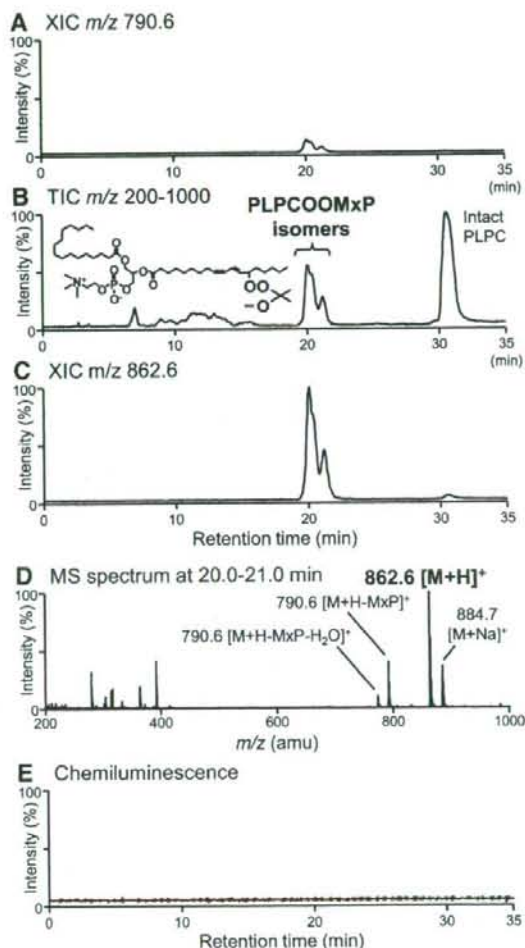 A XIC m/z 790.6
Intensity (%)
100
0
0 10 20 30 35
(min)
B TIC m/z 200-1000
Intensity (%)
100
0
PLPCOOMxP
isomers
Intact
PLPC
O
O
O
N+
O
P
O
O-
O
O
OO
O
0 10 20 30 35
(min)
C XIC m/z 862.6
Intensity (%)
100
0
0 10 20 30 35
Retention time (min)
D MS spectrum at 20.0-21.0 min
Intensity (%)
100
0
862.6 [M+H]+
790.6 [M+H-MxP]+
884.7
[M+Na]+
790.6 [M+H-MxP-H2O]+
200 400 600 800 1000
m/z (amu)
E Chemiluminescence
Intensity (%)
100
0
0 10 20 30 35
Retention time (min)